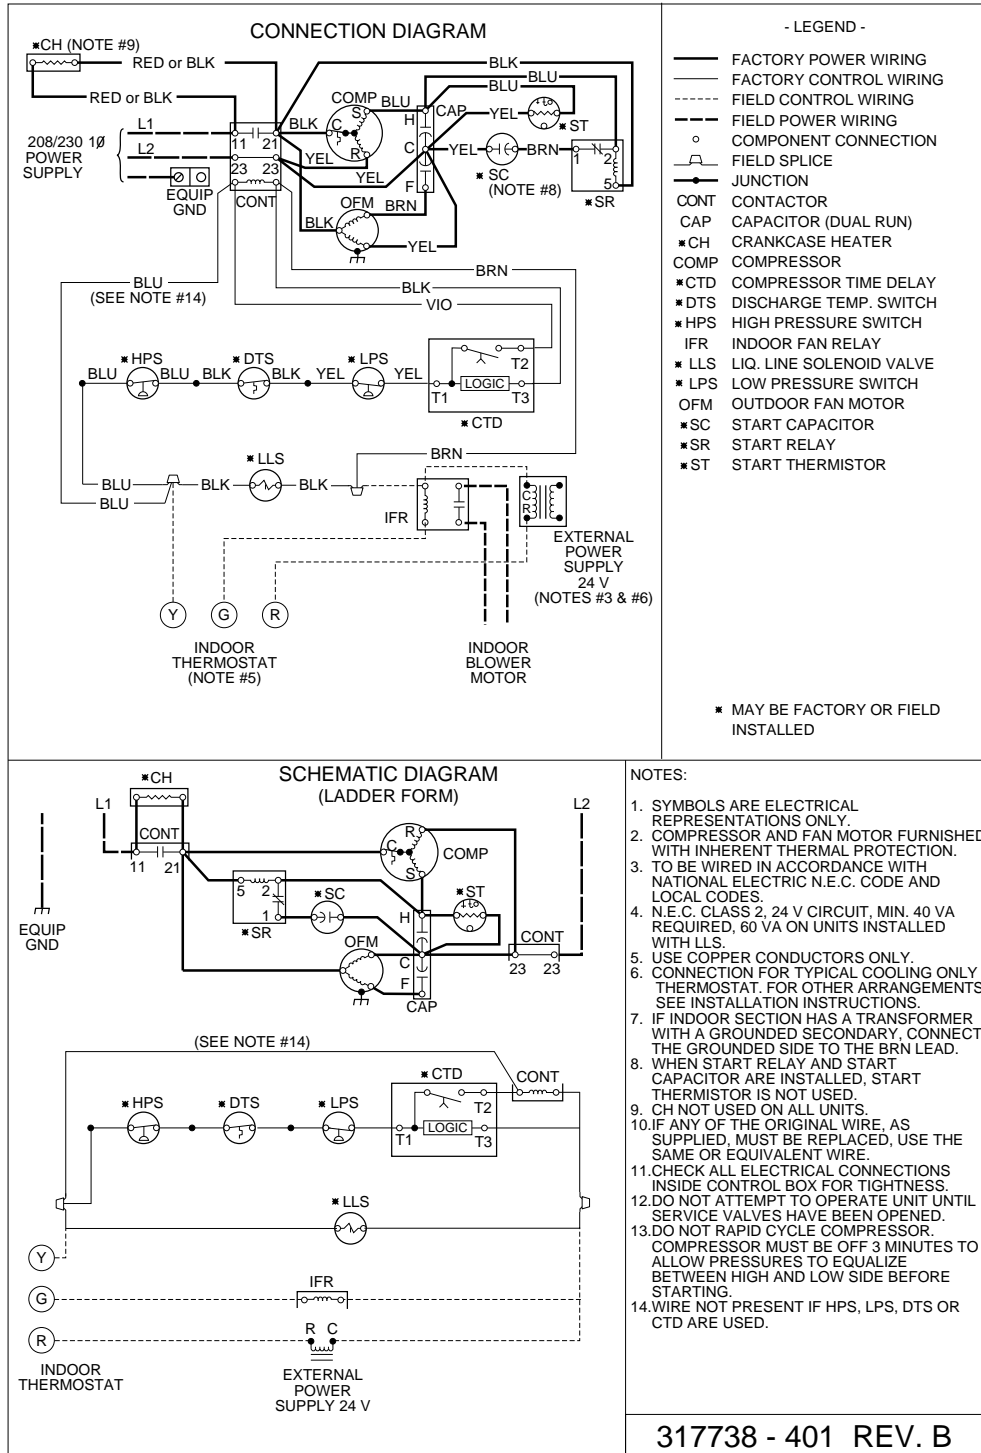 CONNECTION DIAGRAM
✱CH (NOTE #9)
RED or BLK
RED or BLK
208/230 1Ø
POWER
SUPPLY
L1
L2
11 21
23 23
CONT
EQUIP
GND
BLK
YEL
YEL
COMP
S
C
R
BLU
H
CAP
C
F
BLK
BLU
BLU
YEL
✱ ST
YEL
BRN
✱ SC
(NOTE #8)
1 2
5
✱SR
OFM
BLK
BRN
YEL
BLU
(SEE NOTE #14)
BRN
BLK
VIO
✱HPS
✱DTS
✱LPS
BLU
BLU
BLK
BLK
YEL
YEL
T2
LOGIC
T1
T3
✱CTD
BRN
✱LLS
BLU
BLU
BLK
BLK
IFR
C
R
EXTERNAL
POWER
SUPPLY
24 V
(NOTES #3 & #6)
Y
G
R
INDOOR
THERMOSTAT
(NOTE #5)
INDOOR
BLOWER
MOTOR
- LEGEND -
FACTORY POWER WIRING
FACTORY CONTROL WIRING
FIELD CONTROL WIRING
FIELD POWER WIRING
COMPONENT CONNECTION
FIELD SPLICE
JUNCTION
CONT CONTACTOR
CAP CAPACITOR (DUAL RUN)
✱CH CRANKCASE HEATER
COMP COMPRESSOR
✱CTD COMPRESSOR TIME DELAY
✱DTS DISCHARGE TEMP. SWITCH
✱HPS HIGH PRESSURE SWITCH
IFR INDOOR FAN RELAY
✱ LLS LIQ. LINE SOLENOID VALVE
✱ LPS LOW PRESSURE SWITCH
OFM OUTDOOR FAN MOTOR
✱SC START CAPACITOR
✱SR START RELAY
✱ST START THERMISTOR
✱ MAY BE FACTORY OR FIELD
INSTALLED
SCHEMATIC DIAGRAM
(LADDER FORM)
✱CH
L1
L2
CONT
11 21
EQUIP
GND
R
C
S
COMP
5 2
1
✱SR
✱SC
✱ST
H
C
F
CAP
OFM
CONT
23 23
(SEE NOTE #14)
✱HPS
✱DTS
✱LPS
✱CTD
CONT
T2
LOGIC
T1
T3
✱LLS
Y
G
R
IFR
R C
INDOOR
THERMOSTAT
EXTERNAL
POWER
SUPPLY 24 V
NOTES:
1. SYMBOLS ARE ELECTRICAL
REPRESENTATIONS ONLY.
2. COMPRESSOR AND FAN MOTOR FURNISHED
WITH INHERENT THERMAL PROTECTION.
3. TO BE WIRED IN ACCORDANCE WITH
NATIONAL ELECTRIC N.E.C. CODE AND
LOCAL CODES.
4. N.E.C. CLASS 2, 24 V CIRCUIT, MIN. 40 VA
REQUIRED, 60 VA ON UNITS INSTALLED
WITH LLS.
5. USE COPPER CONDUCTORS ONLY.
6. CONNECTION FOR TYPICAL COOLING ONLY
THERMOSTAT. FOR OTHER ARRANGEMENTS
SEE INSTALLATION INSTRUCTIONS.
7. IF INDOOR SECTION HAS A TRANSFORMER
WITH A GROUNDED SECONDARY, CONNECT
THE GROUNDED SIDE TO THE BRN LEAD.
8. WHEN START RELAY AND START
CAPACITOR ARE INSTALLED, START
THERMISTOR IS NOT USED.
9. CH NOT USED ON ALL UNITS.
10.IF ANY OF THE ORIGINAL WIRE, AS
SUPPLIED, MUST BE REPLACED, USE THE
SAME OR EQUIVALENT WIRE.
11.CHECK ALL ELECTRICAL CONNECTIONS
INSIDE CONTROL BOX FOR TIGHTNESS.
12.DO NOT ATTEMPT TO OPERATE UNIT UNTIL
SERVICE VALVES HAVE BEEN OPENED.
13.DO NOT RAPID CYCLE COMPRESSOR.
COMPRESSOR MUST BE OFF 3 MINUTES TO
ALLOW PRESSURES TO EQUALIZE
BETWEEN HIGH AND LOW SIDE BEFORE
STARTING.
14.WIRE NOT PRESENT IF HPS, LPS, DTS OR
CTD ARE USED.
317738 - 401 REV. B